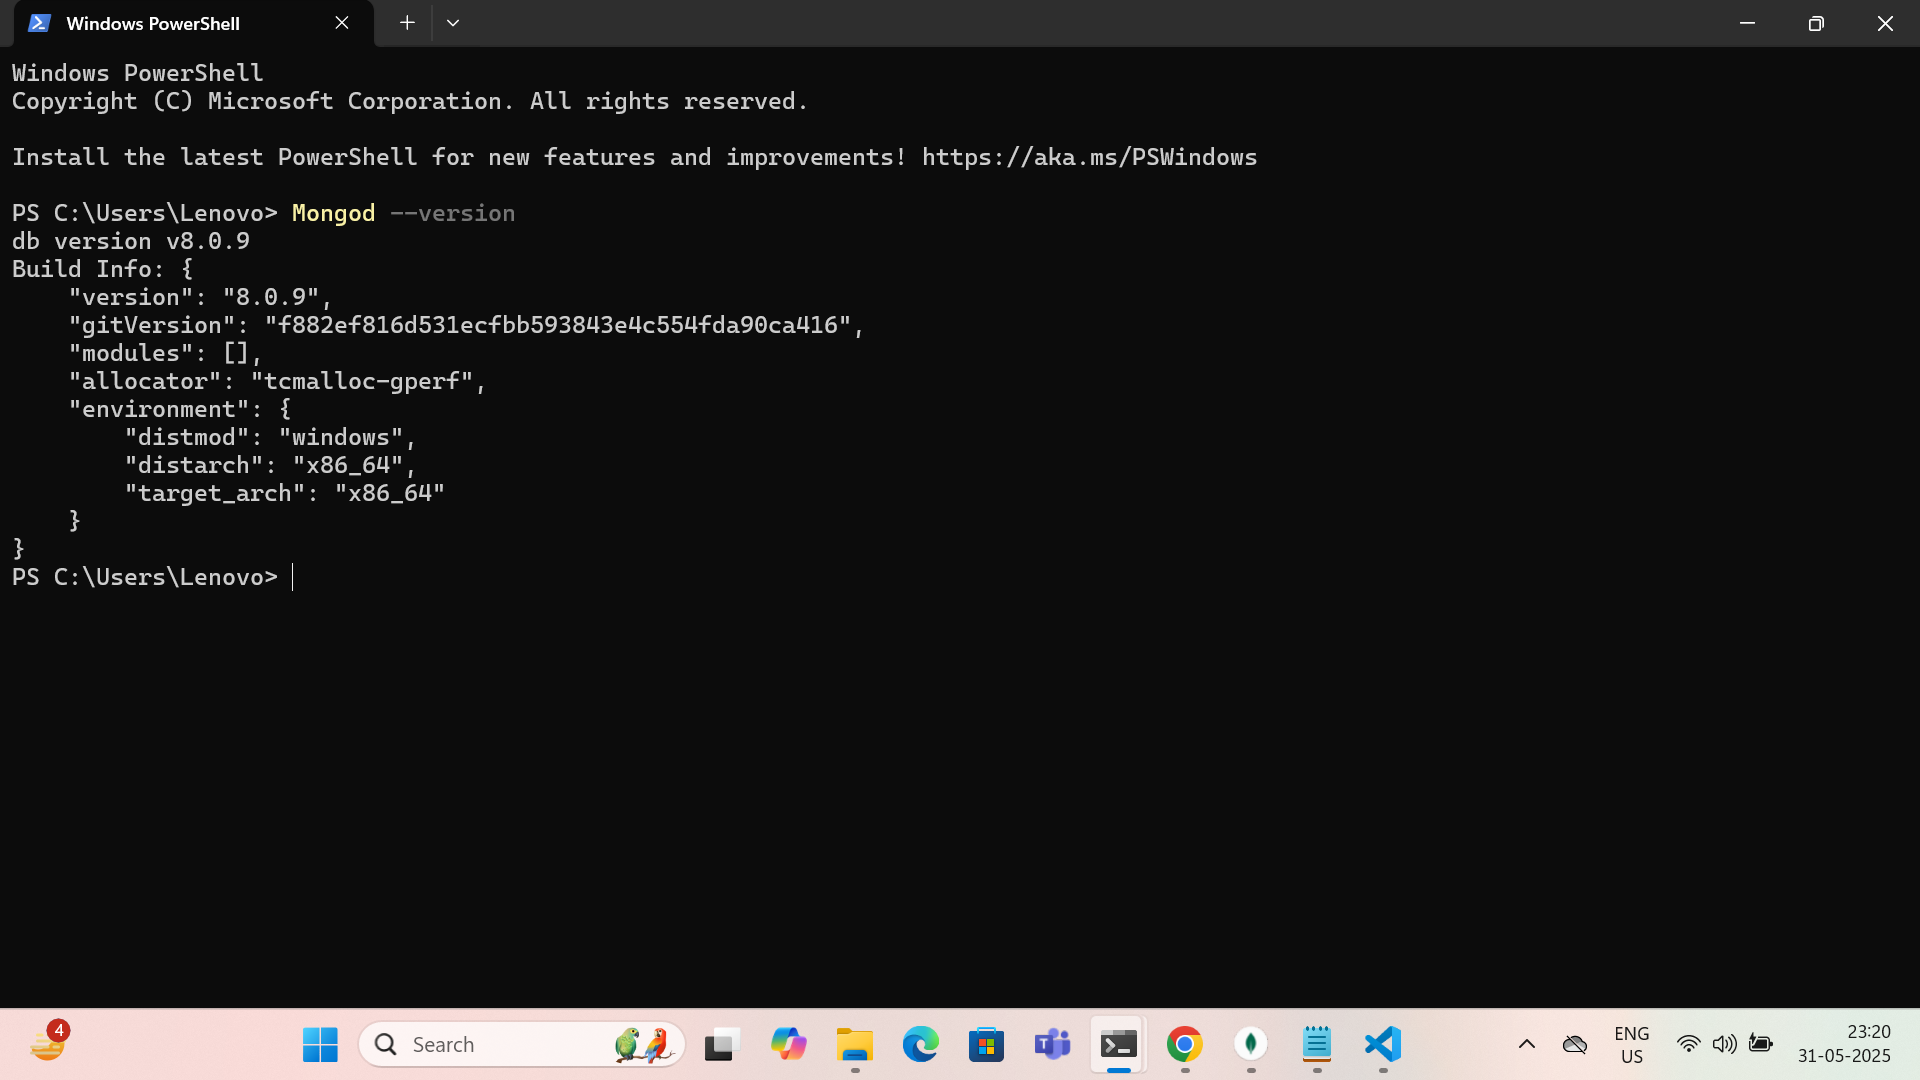 Windows PowerShell
Windows PowerShell
Copyright (C) Microsoft Corporation. All rights reserved.
Install the latest PowerShell for new features and improvements! https://aka.ms/PSWindows
PS C:\Users\Lenovo> Mongod --version
db version v8.0.9
Build Info: {
    "version": "8.0.9",
    "gitVersion": "f882ef816d531ecfbb593843e4c554fda90ca416",
    "modules": [],
    "allocator": "tcmalloc-gperf",
    "environment": {
        "distmod": "windows",
        "distarch": "x86_64",
        "target_arch": "x86_64"
    }
}
PS C:\Users\Lenovo>
4
Search
T
ENG
US
23:20
31-05-2025